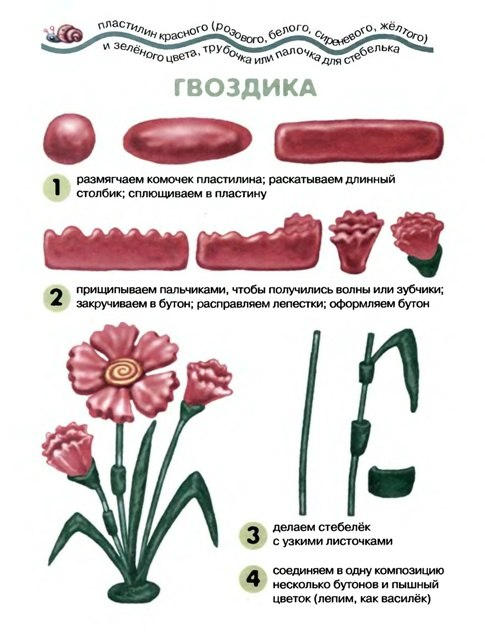 пластилин красного (розового, белого, сиреневого, жёлтого)
и зелёного цвета, трубочка или палочка для стебелька
ГВОЗДИКА
1 размягчаем комочек пластилина; раскатываем длинный
столбик; сплющиваем в пластину
2 прищипываем пальчиками, чтобы получились волны или зубчики;
закручиваем в бутон; расправляем лепестки; оформляем бутон
3 делаем стебелёк
с узкими листочками
4 соединяем в одну композицию
несколько бутонов и пышный
цветок (лепим, как василёк)